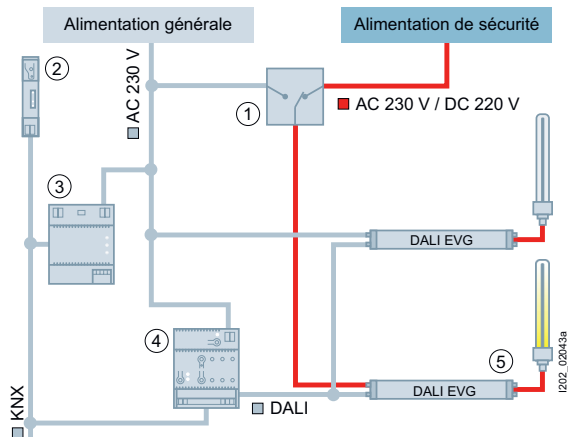 Alimentation générale
Alimentation de sécurité
2
AC 230 V
1
AC 230 V / DC 220 V
3
DALI EVG
4
5
I202_02043a
KNX
DALI
DALI EVG